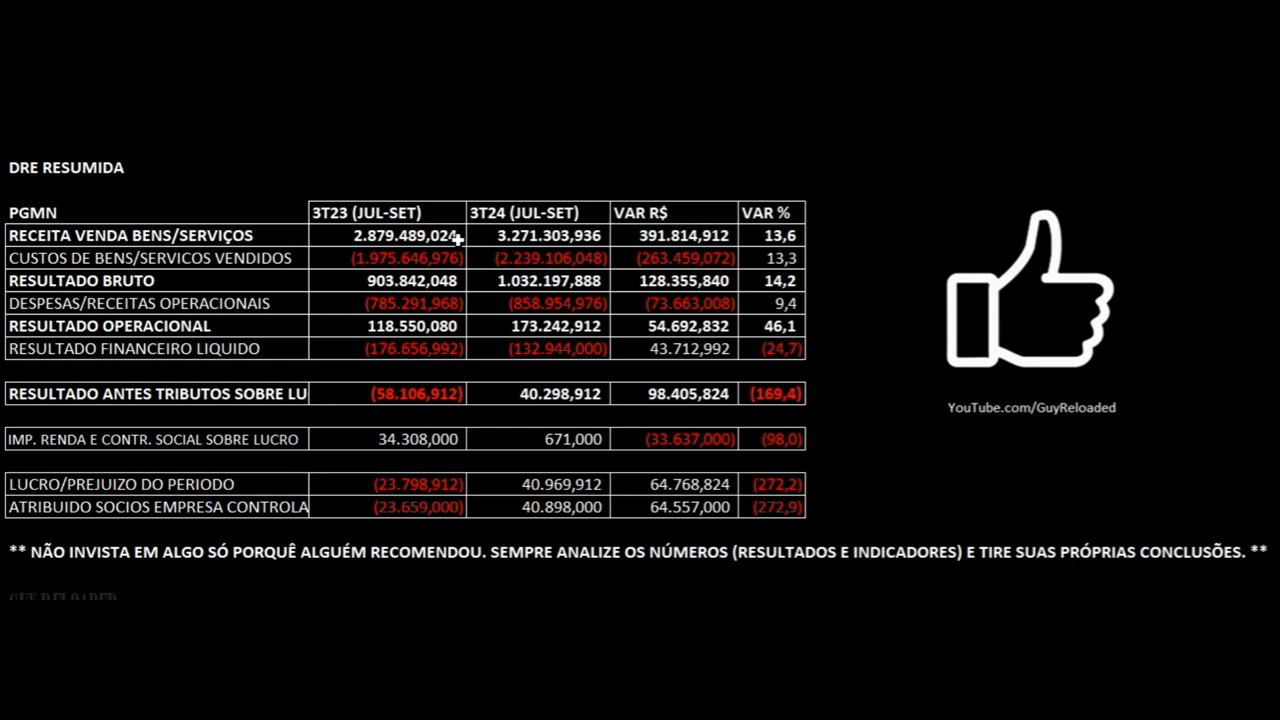 DRE RESUMIDA
PGMN 3T23 (JUL-SET) 3T24 (JUL-SET) VAR R$ VAR %
RECEITA VENDA BENS/SERVIÇOS 2.879.489,024 3.271.303,936 391.814,912 13,6
CUSTOS DE BENS/SERVICOS VENDIDOS (1.975.646,976) (2.239.106,048) (263.459,072) 13,3
RESULTADO BRUTO 903.842,048 1.032.197,888 128.355,840 14,2
DESPESAS/RECEITAS OPERACIONAIS (785.291,968) (858.954,976) (73.663,008) 9,4
RESULTADO OPERACIONAL 118.550,080 173.242,912 54.692,832 46,1
RESULTADO FINANCEIRO LIQUIDO (176.656,992) (132.944,000) 43.712,992 (24,7)
RESULTADO ANTES TRIBUTOS SOBRE LU (58.106,912) 40.298,912 98.405,824 (169,4)
YouTube.com/GuyReloaded
IMP. RENDA E CONTR. SOCIAL SOBRE LUCRO 34.308,000 671,000 (33.637,000) (98,0)
LUCRO/PREJUIZO DO PERIODO (23.798,912) 40.969,912 64.768,824 (272,2)
ATRIBUIDO SOCIOS EMPRESA CONTROLA (23.659,000) 40.898,000 64.557,000 (272,9)
** NÃO INVISTA EM ALGO SÓ PORQUÊ ALGUÉM RECOMENDOU. SEMPRE ANALIZE OS NÚMEROS (RESULTADOS E INDICADORES) E TIRE SUAS PRÓPRIAS CONCLUSÕES. **
GUY RELOADED